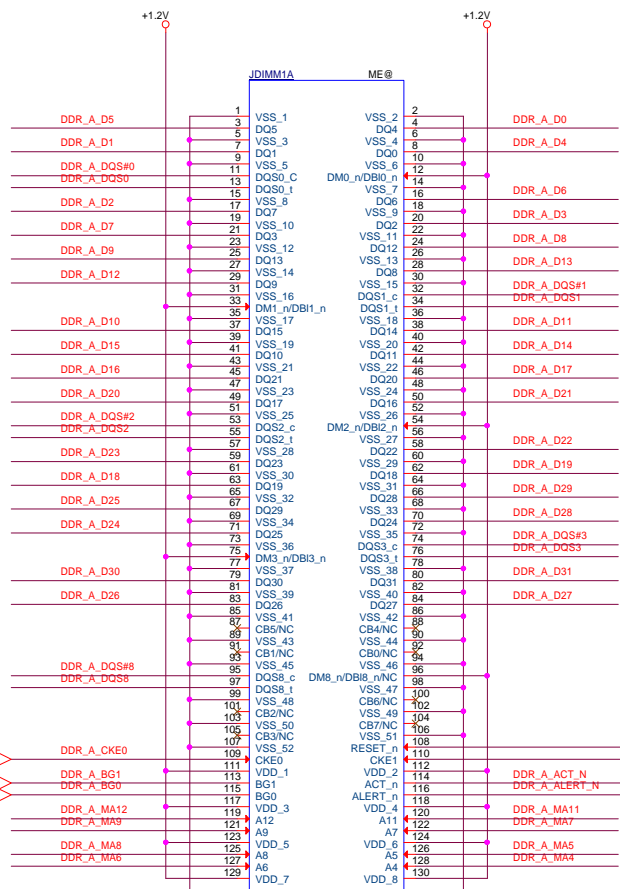 +1.2V +1.2V
JDIMM1A ME@
1 VSS_1 VSS_2 2
DDR_A_D5 3 DQ5 DQ4 4 DDR_A_D0
5 VSS_3 VSS_4 6
DDR_A_D1 7 DQ1 DQ0 8 DDR_A_D4
9 VSS_5 VSS_6 10
DDR_A_DQS#0 11 DQS0_C DM0_n/DBI0_n 12
DDR_A_DQS0 13 DQS0_t VSS_7 14
15 VSS_8 DQ6 16 DDR_A_D6
DDR_A_D2 17 DQ7 VSS_9 18
19 VSS_10 DQ2 20 DDR_A_D3
DDR_A_D7 21 DQ3 VSS_11 22
23 VSS_12 DQ12 24 DDR_A_D8
DDR_A_D9 25 DQ13 VSS_13 26
27 VSS_14 DQ8 28 DDR_A_D13
DDR_A_D12 29 DQ9 VSS_15 30
31 VSS_16 DQS1_c 32 DDR_A_DQS#1
33 DM1_n/DBI1_n DQS1_t 34 DDR_A_DQS1
35 VSS_17 VSS_18 36
DDR_A_D10 37 DQ15 DQ14 38 DDR_A_D11
39 VSS_19 VSS_20 40
DDR_A_D15 41 DQ10 DQ11 42 DDR_A_D14
43 VSS_21 VSS_22 44
DDR_A_D16 45 DQ21 DQ20 46 DDR_A_D17
47 VSS_23 VSS_24 48
DDR_A_D20 49 DQ17 DQ16 50 DDR_A_D21
51 VSS_25 VSS_26 52
DDR_A_DQS#2 53 DQS2_c DM2_n/DBI2_n 54
DDR_A_DQS2 55 DQS2_t VSS_27 56
57 VSS_28 DQ22 58 DDR_A_D22
DDR_A_D23 59 DQ23 VSS_29 60
61 VSS_30 DQ18 62 DDR_A_D19
DDR_A_D18 63 DQ19 VSS_31 64
65 VSS_32 DQ28 66 DDR_A_D29
DDR_A_D25 67 DQ29 VSS_33 68
69 VSS_34 DQ24 70 DDR_A_D28
DDR_A_D24 71 DQ25 VSS_35 72
73 VSS_36 DQS3_c 74 DDR_A_DQS#3
75 DM3_n/DBI3_n DQS3_t 76 DDR_A_DQS3
77 VSS_37 VSS_38 78
DDR_A_D30 79 DQ30 DQ31 80 DDR_A_D31
81 VSS_39 VSS_40 82
DDR_A_D26 83 DQ26 DQ27 84 DDR_A_D27
85 VSS_41 VSS_42 86
87 CB5/NC CB4/NC 88
89 VSS_43 VSS_44 90
91 CB1/NC CB0/NC 92
93 VSS_45 VSS_46 94
DDR_A_DQS#8 95 DQS8_c DM8_n/DBI8_n/NC 96
DDR_A_DQS8 97 DQS8_t VSS_47 98
99 VSS_48 CB6/NC 100
101 CB2/NC VSS_49 102
103 VSS_50 CB7/NC 104
105 CB3/NC VSS_51 106
107 VSS_52 RESET_n 108
DDR_A_CKE0 109 CKE0 CKE1 110
111 VDD_1 VDD_2 112
DDR_A_BG1 113 BG1 ACT_n 114 DDR_A_ACT_N
DDR_A_BG0 115 BG0 ALERT_n 116 DDR_A_ALERT_N
117 VDD_3 VDD_4 118
DDR_A_MA12 119 A12 A11 120 DDR_A_MA11
DDR_A_MA9 121 A9 A7 122 DDR_A_MA7
123 VDD_5 VDD_6 124
DDR_A_MA8 125 A8 A5 126 DDR_A_MA5
DDR_A_MA6 127 A6 A4 128 DDR_A_MA4
129 VDD_7 VDD_8 130